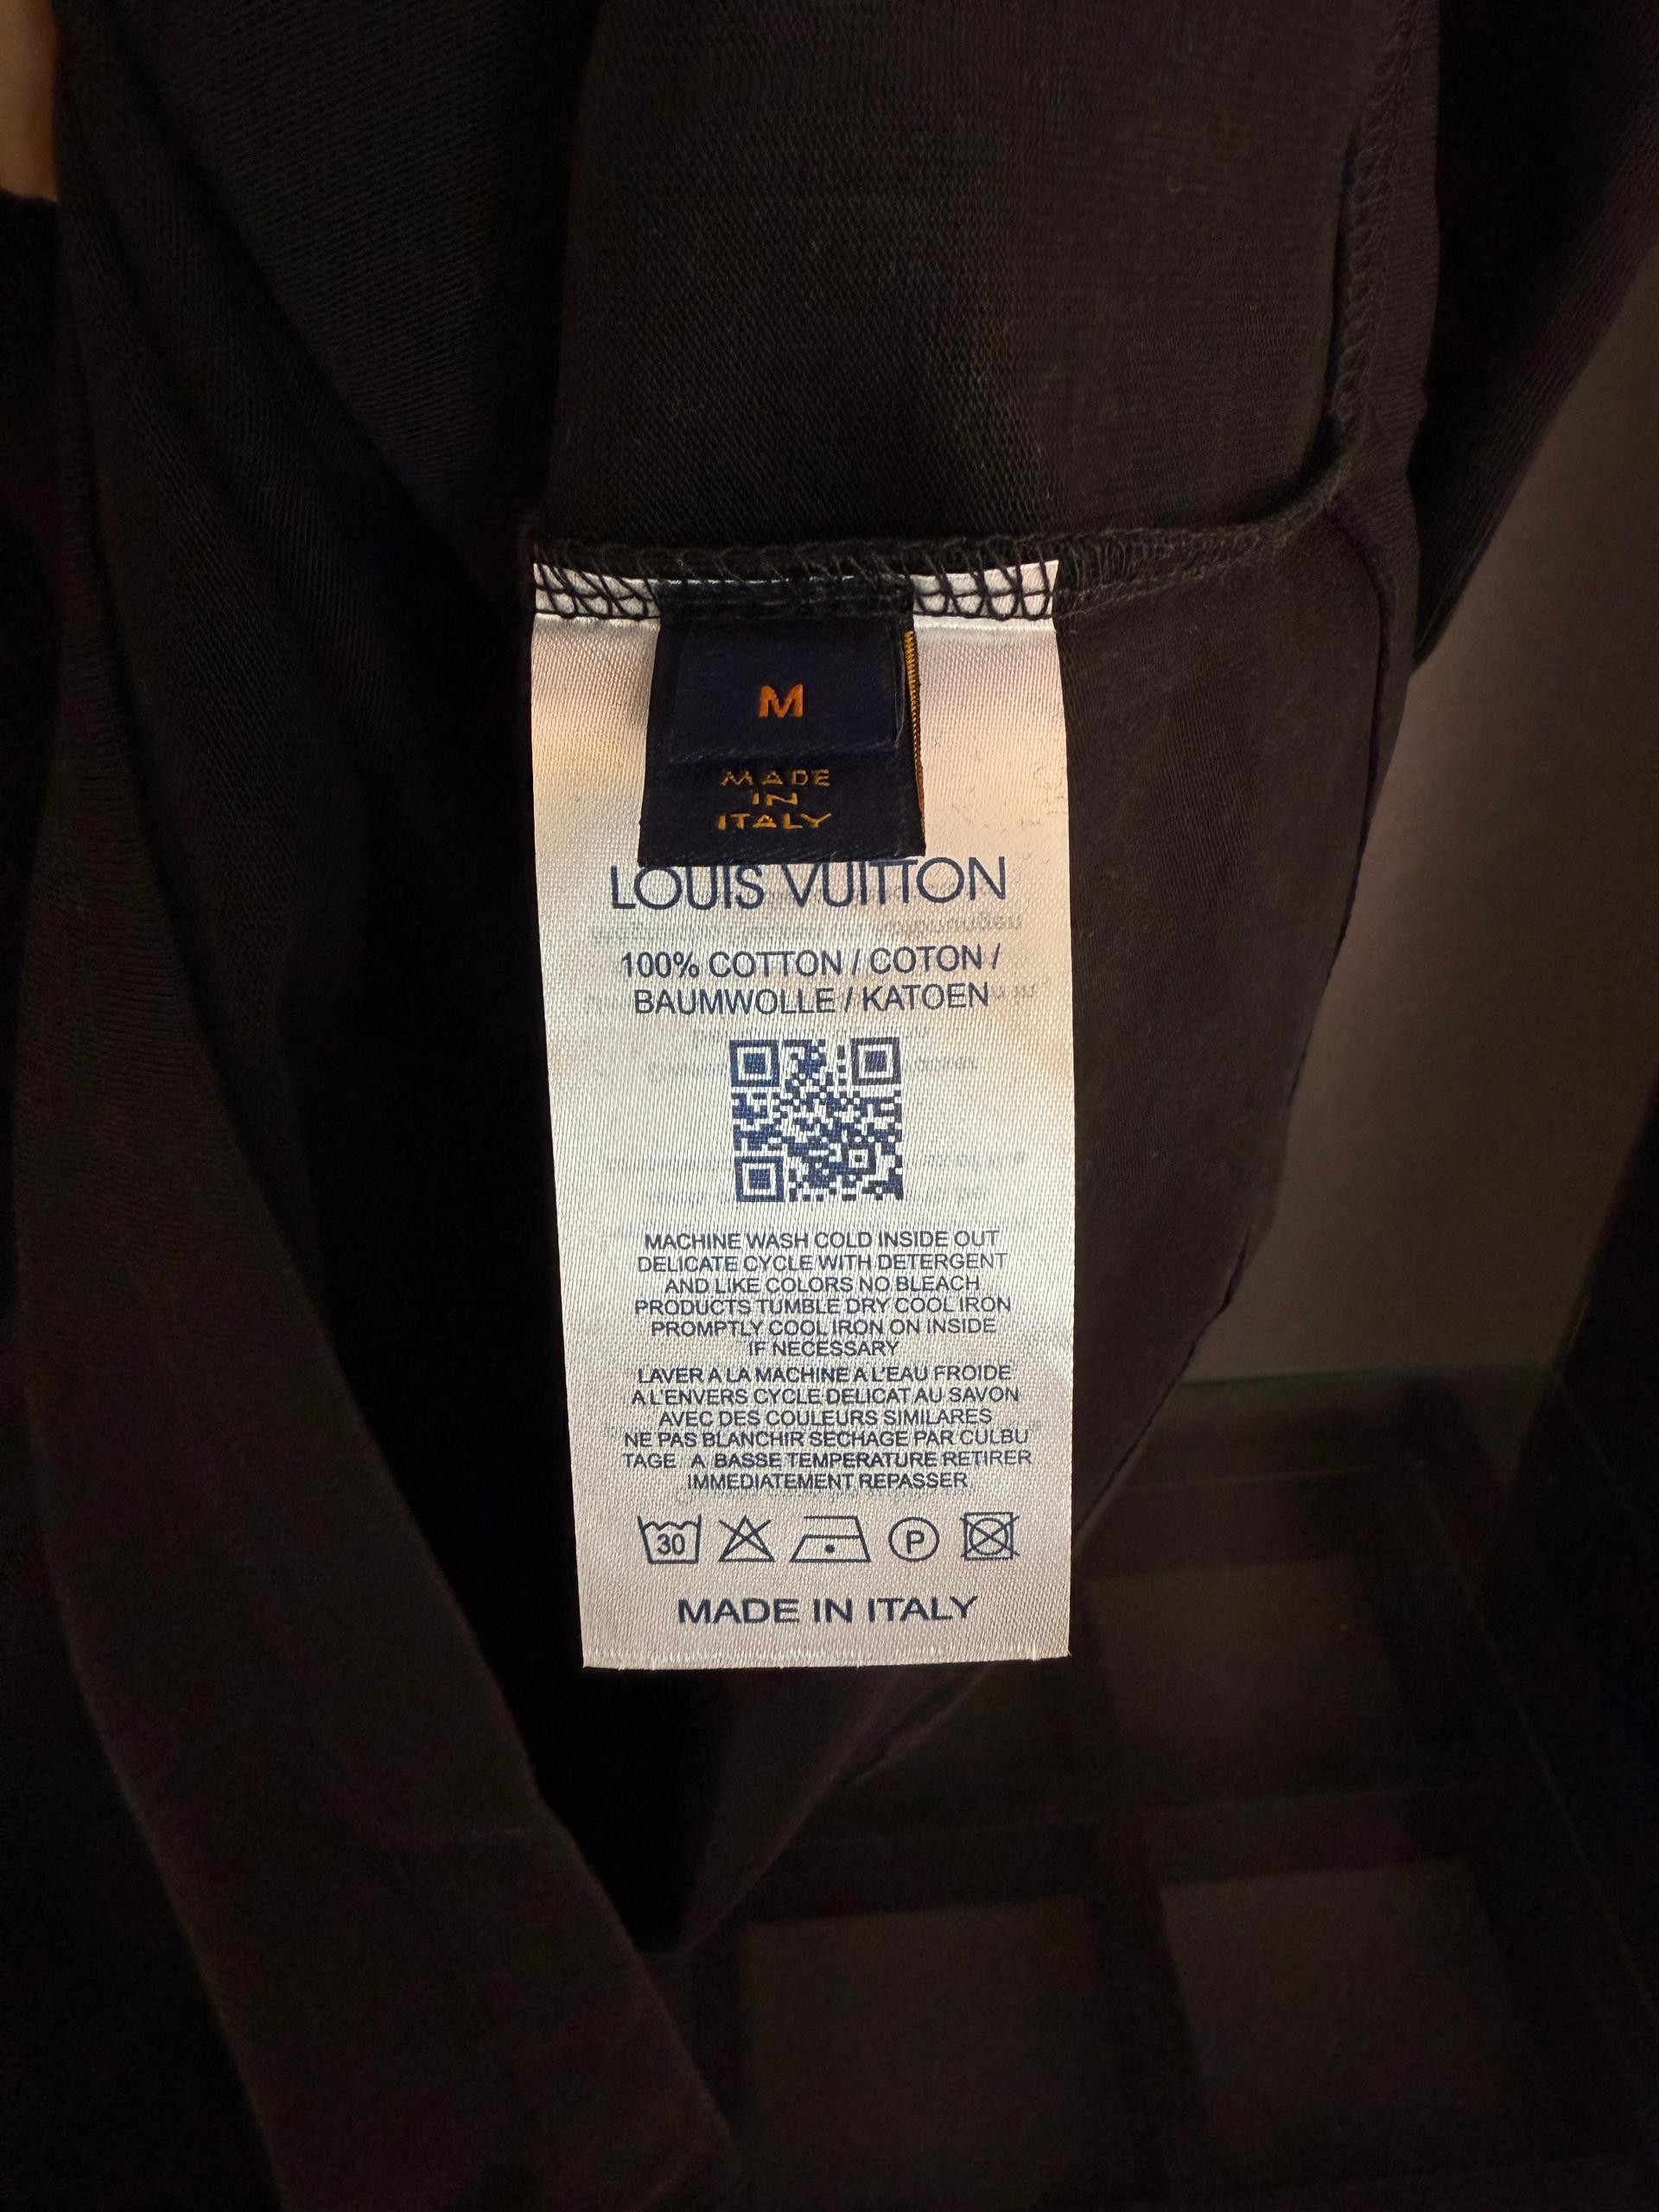 M
MADE
IN
ITALY
LOUIS VUITTON
100% COTTON / COTON /
BAUMWOLLE / KATOEN
MACHINE WASH COLD INSIDE OUT
DELICATE CYCLE WITH DETERGENT
AND LIKE COLORS NO BLEACH
PRODUCTS TUMBLE DRY COOL IRON
PROMPTLY COOL IRON ON INSIDE
IF NECESSARY
LAVER A LA MACHINE A L'EAU FROIDE
A L'ENVERS CYCLE DELICAT AU SAVON
AVEC DES COULEURS SIMILARES
NE PAS BLANCHIR SECHAGE PAR CULBU
TAGE A BASSE TEMPERATURE RETIRER
IMMEDIATEMENT REPASSER
30 P
MADE IN ITALY